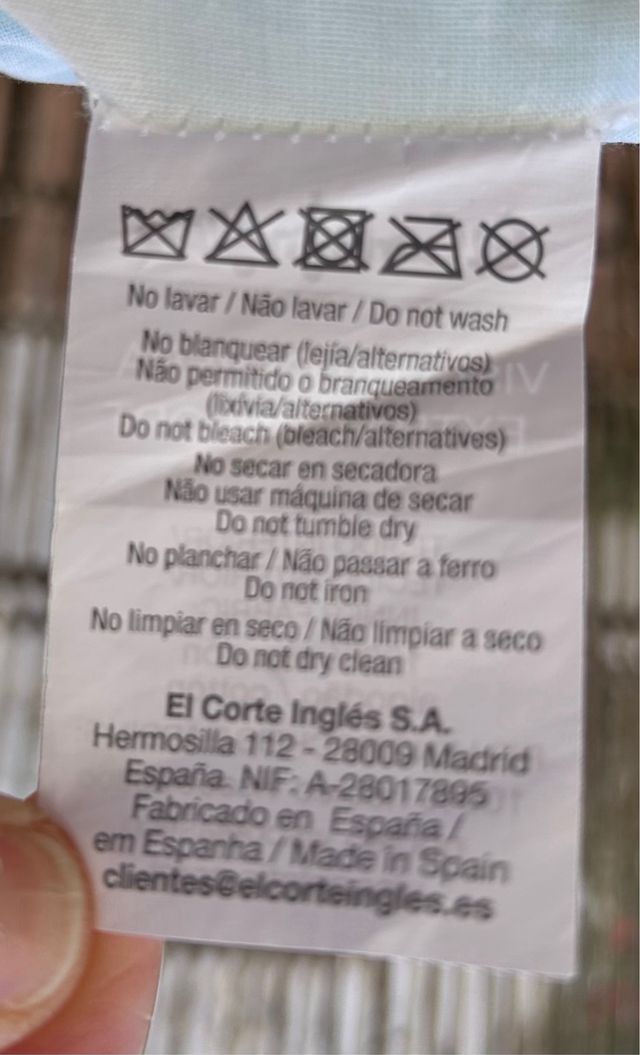 No lavar / Não lavar / Do not wash
No blanquear (lejía/alternativos)
Não permitido o branqueamento
(lixívia/alternativos)
Do not bleach (bleach/alternatives)
No secar en secadora
Não usar máquina de secar
Do not tumble dry
No planchar / Não passar a ferro
Do not iron
No limpiar en seco / Não limpiar a seco
Do not dry clean
El Corte Inglés S.A.
Hermosilla 112 - 28009 Madrid
España. NIF: A-28017895
Fabricado en España /
em Espanha / Made in Spain
clientes@elcorteingles.es